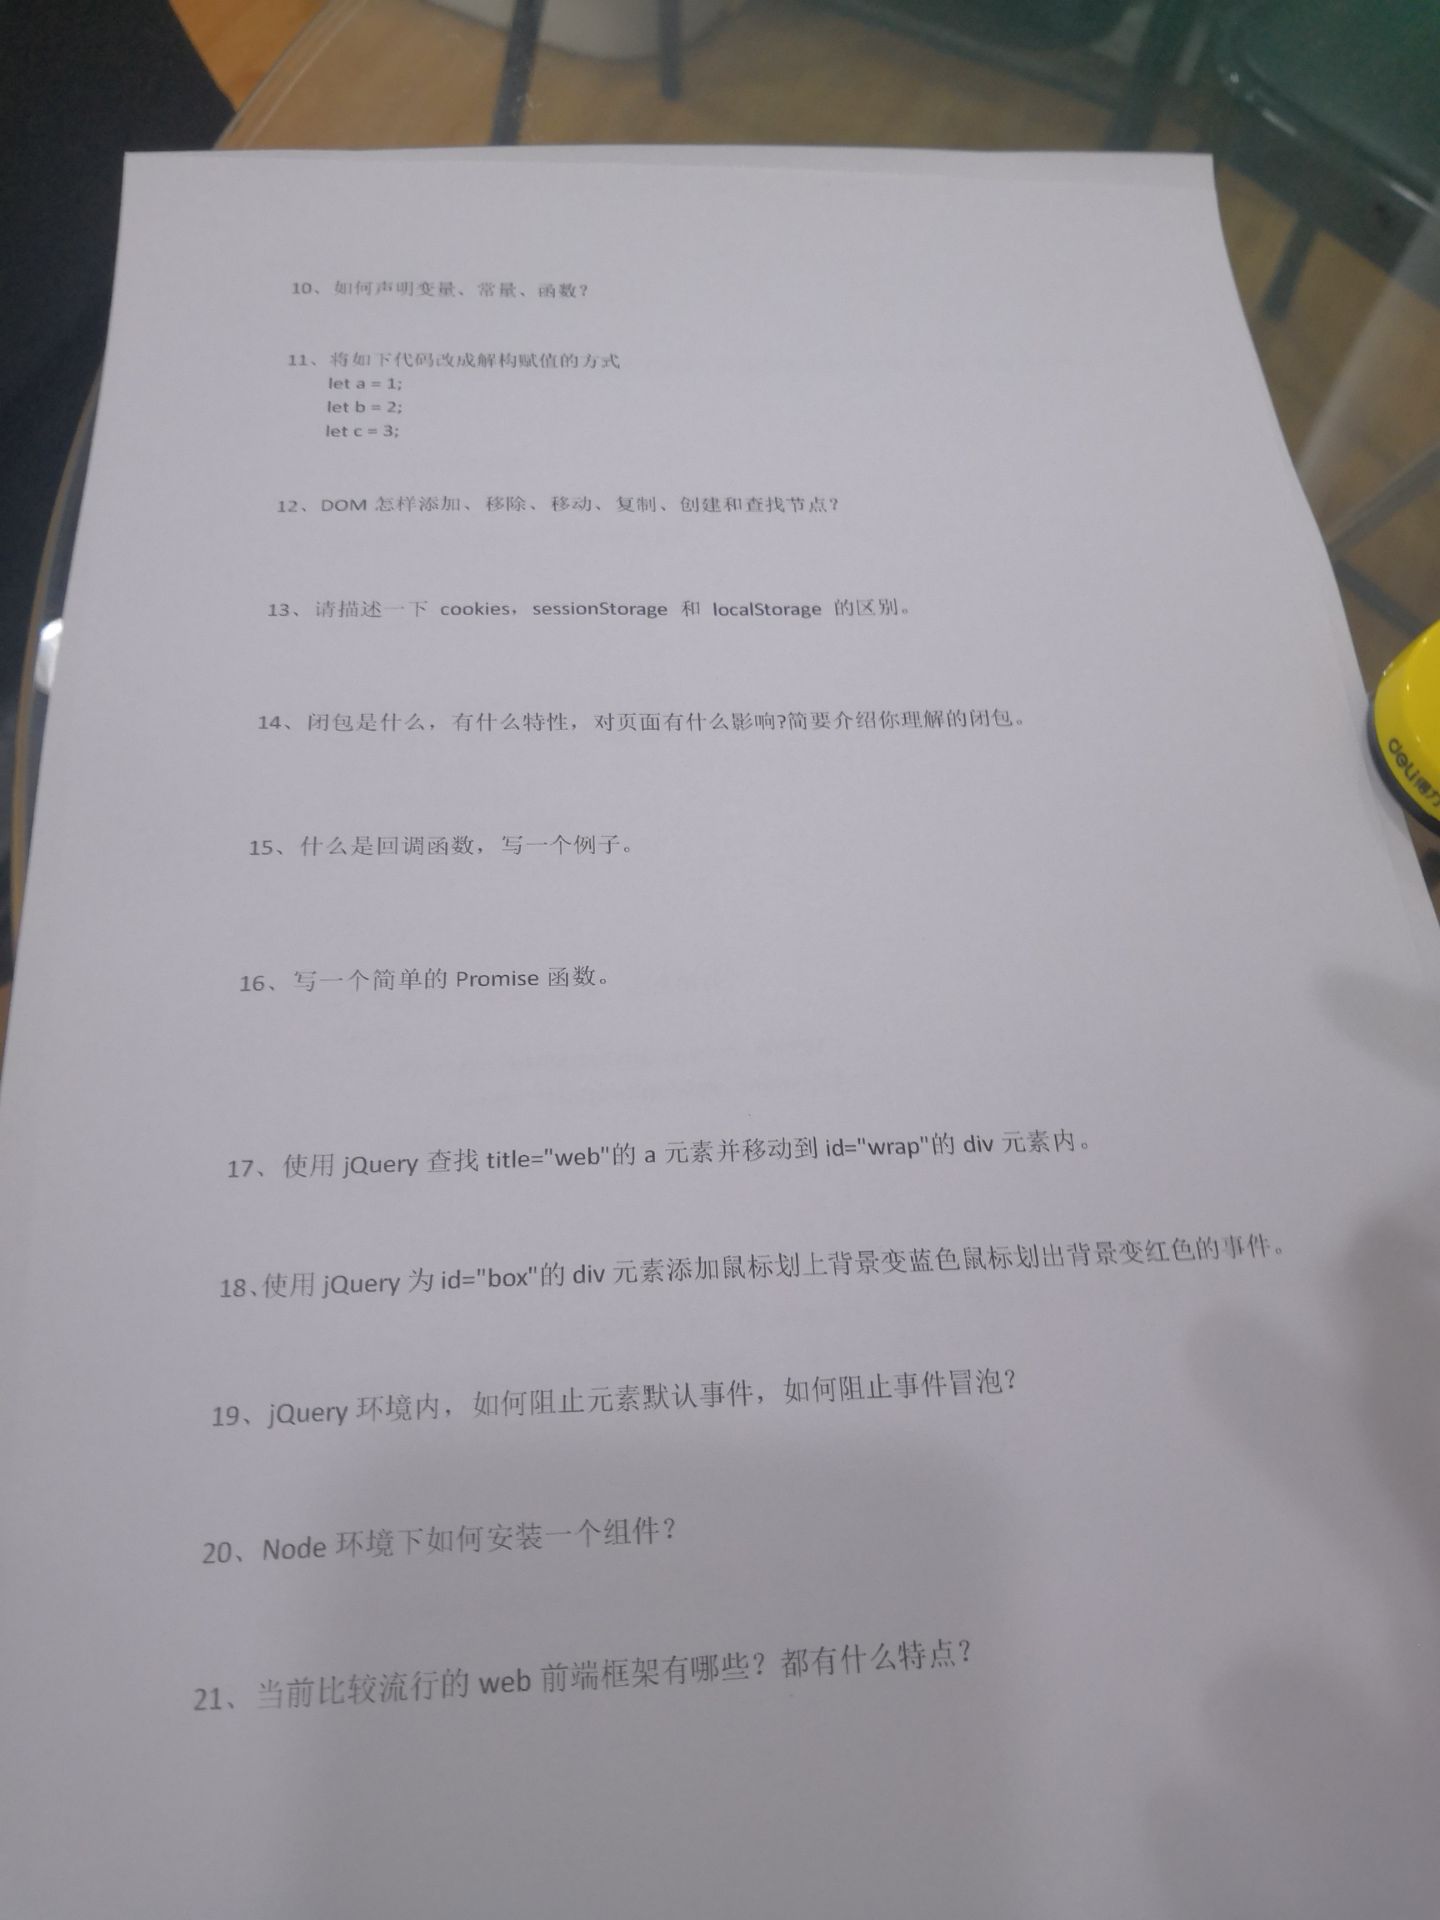 10、如何声明变量、常量、函数？
11、将如下代码改成解构赋值的方式
let a = 1;
let b = 2;
let c = 3;
12、DOM 怎样添加、移除、移动、复制、创建和查找节点？
13、请描述一下 cookies，sessionStorage 和 localStorage 的区别。
14、闭包是什么，有什么特性，对页面有什么影响?简要介绍你理解的闭包。
15、什么是回调函数，写一个例子。
16、写一个简单的 Promise 函数。
17、使用 jQuery 查找 title="web"的 a 元素并移动到 id="wrap"的 div 元素内。
18、使用 jQuery 为 id="box"的 div 元素添加鼠标划上背景变蓝色鼠标划出背景变红色的事件。
19、jQuery 环境内，如何阻止元素默认事件，如何阻止事件冒泡？
20、Node 环境下如何安装一个组件？
21、当前比较流行的 web 前端框架有哪些？都有什么特点？
deli得力